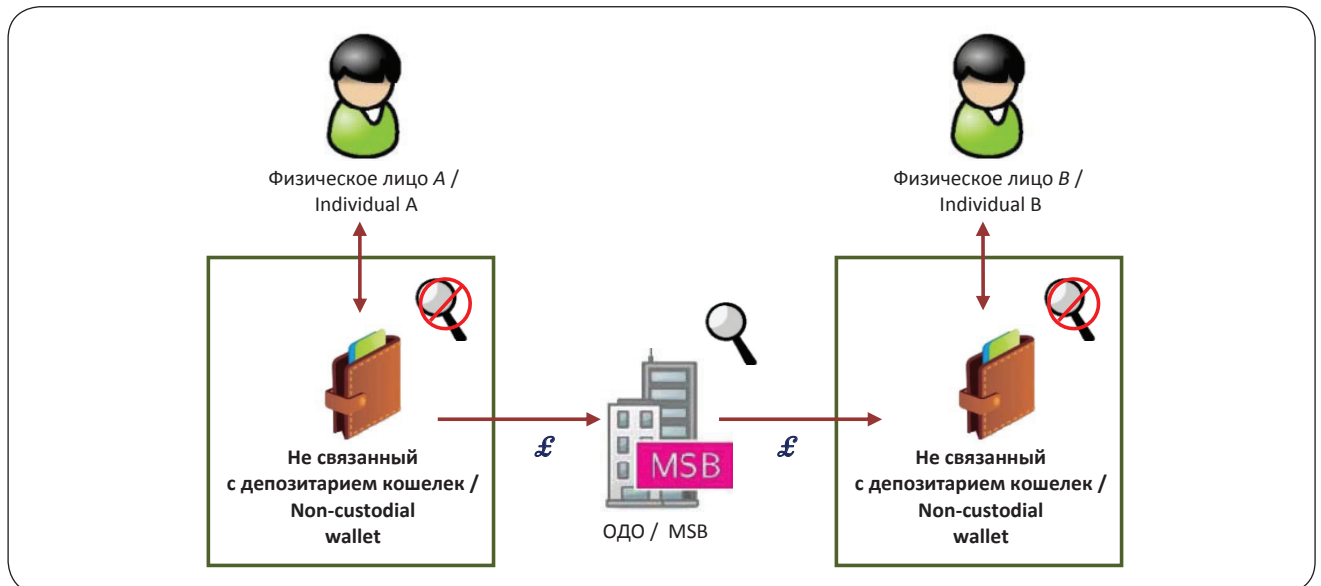 Физическое лицо A /
Individual A
Физическое лицо B /
Individual B
Не связанный
с депозитарием кошелек /
Non-custodial
wallet
£
MSB
ОДО / MSB
£
Не связанный
с депозитарием кошелек /
Non-custodial
wallet